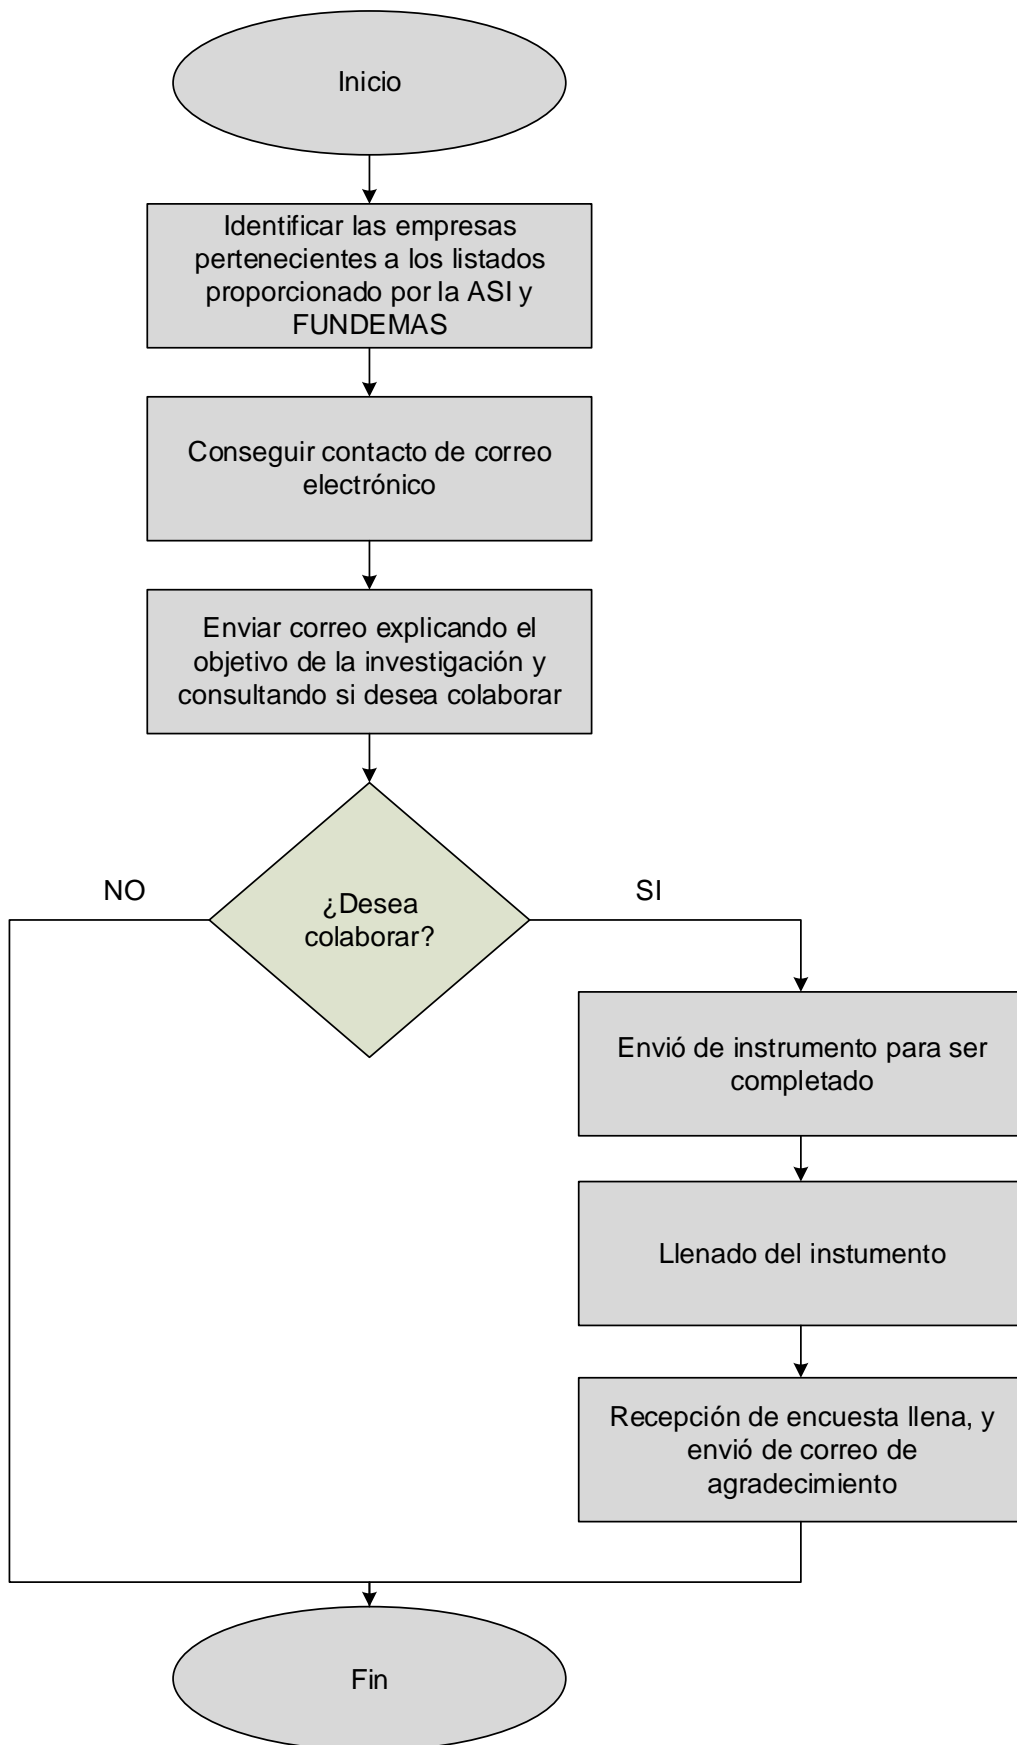 Inicio
Identificar las empresas
pertenecientes a los listados
proporcionado por la ASI y
FUNDEMAS
Conseguir contacto de correo
electrónico
Enviar correo explicando el
objetivo de la investigación y
consultando si desea colaborar
¿Desea
colaborar?
NO
SI
Envió de instrumento para ser
completado
Llenado del instumento
Recepción de encuesta llena, y
envió de correo de
agradecimiento
Fin